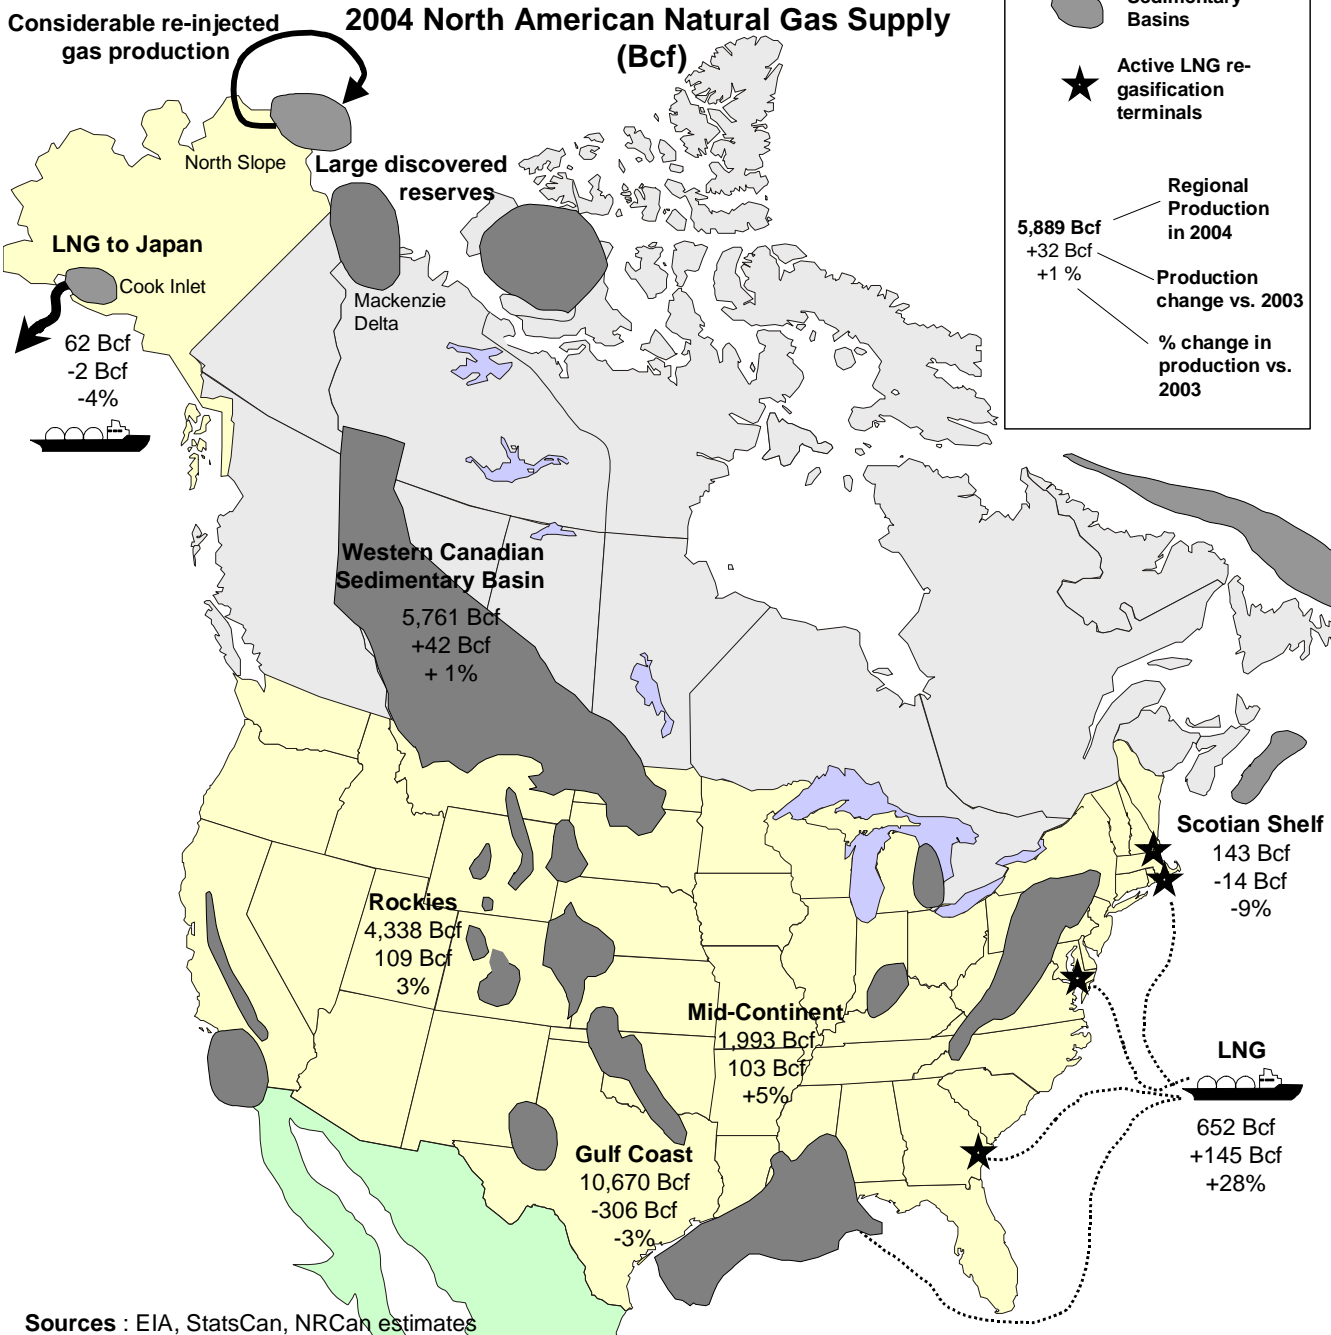 2004 North American Natural Gas Supply
(Bcf)
Considerable re-injected
gas production
North Slope
Large discovered
reserves
LNG to Japan
Cook Inlet
62 Bcf
-2 Bcf
-4%
Mackenzie
Delta
Sedimentary
Basins
Active LNG re-
gasification
terminals
Regional
Production
in 2004
5,889 Bcf
+32 Bcf
+1 %
Production
change vs. 2003
% change in
production vs.
2003
Western Canadian
Sedimentary Basin
5,761 Bcf
+42 Bcf
+ 1%
Scotian Shelf
143 Bcf
-14 Bcf
-9%
Rockies
4,338 Bcf
109 Bcf
3%
Mid-Continent
1,993 Bcf
103 Bcf
+5%
LNG
652 Bcf
+145 Bcf
+28%
Gulf Coast
10,670 Bcf
-306 Bcf
-3%
Sources : EIA, StatsCan, NRCan estimates